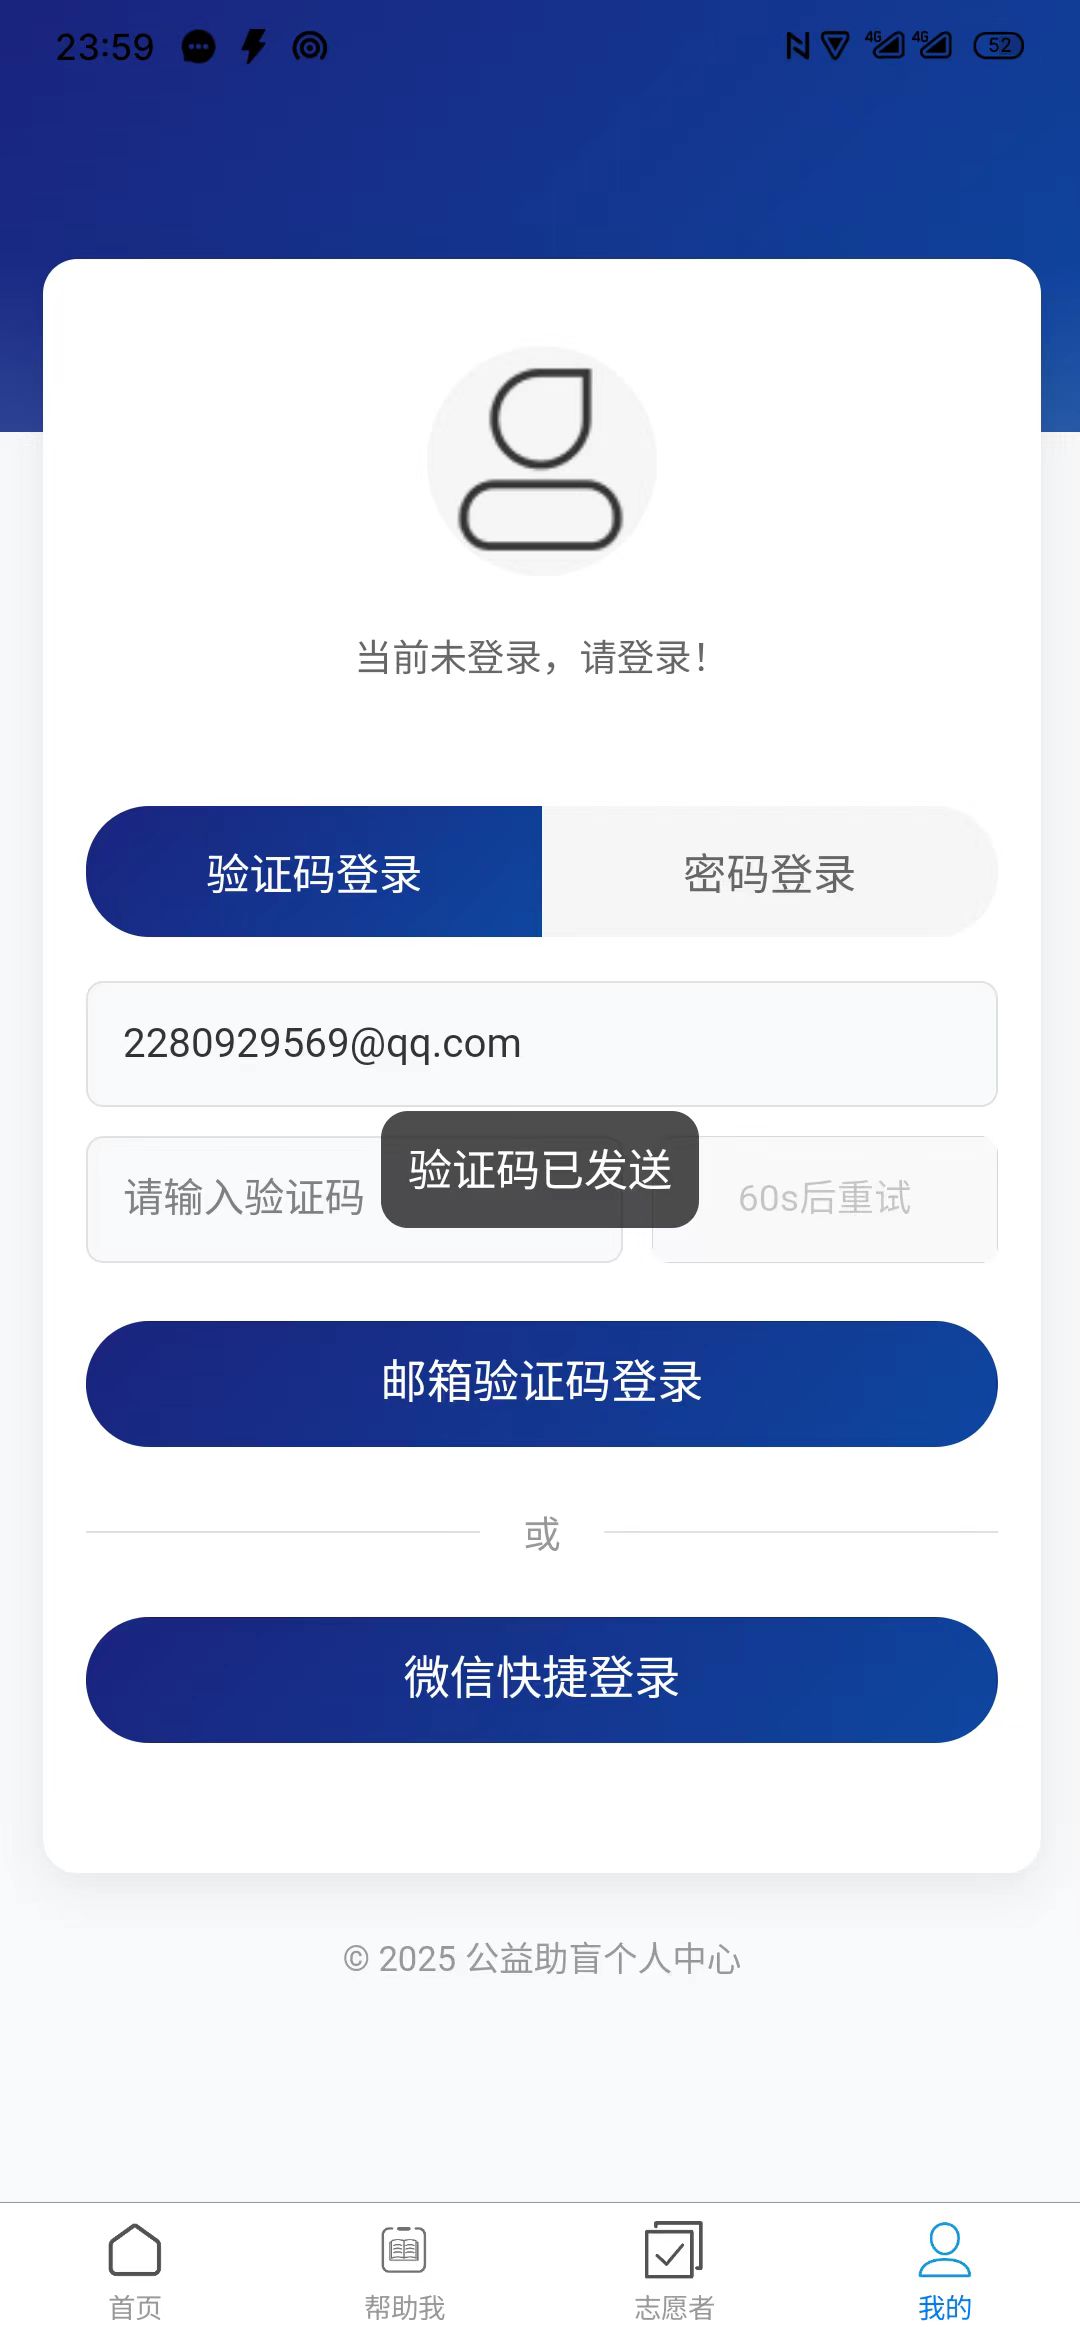 23:59
4G 4G 52
当前未登录，请登录！
验证码登录 密码登录
2280929569@qq.com
验证码已发送
请输入验证码 60s后重试
邮箱验证码登录
或
微信快捷登录
© 2025 公益助盲个人中心
首页 帮助我 志愿者 我的